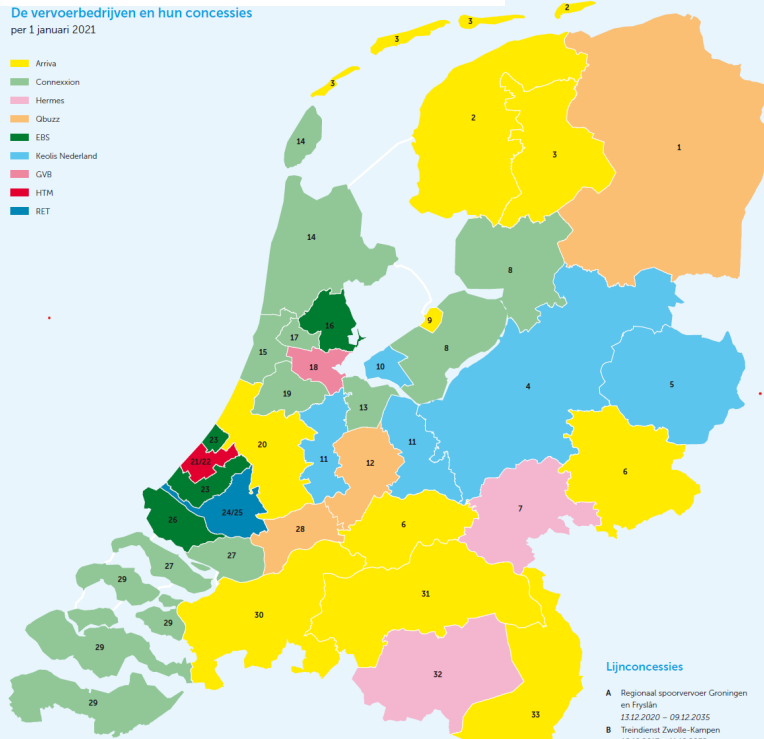 De vervoerbedrijven en hun concessies
per 1 januari 2021
Arriva
Connexxion
Hermes
Qbuzz
EBS
Keolis Nederland
GVB
HTM
RET
2
3
3
3
2
3
1
14
14
8
9
8
16
17
15
18
10
19
13
4
5
11
11
12
20
23
21/22
23
24/25
26
6
7
6
28
27
27
29
29
29
29
30
31
32
33
Lijnconcessies
A Regionaal spoorvervoer Groningen
en Fryslân
13.12.2020 – 09.12.2035
B Treindienst Zwolle-Kampen